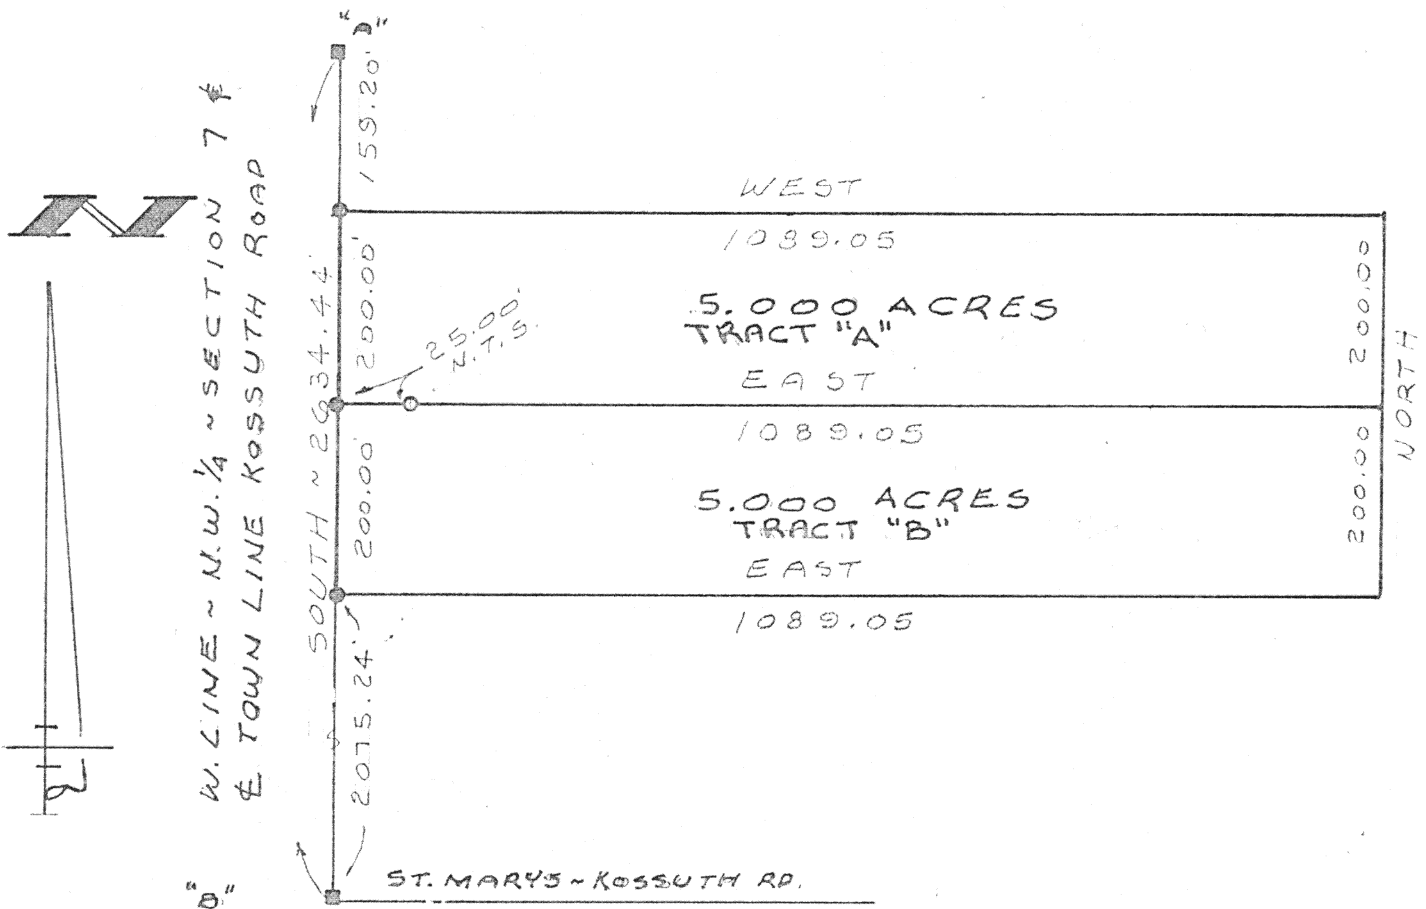 "A"
159.20'
W. LINE ~ N.W. 1/4 ~ SECTION 7 ⅊
℄ TOWN LINE KOSSUTH ROAD
N
SOUTH ~ 2634.44'
WEST
1089.05
200.00'
5.000 ACRES
TRACT "A"
200.00
25.00'
N.T.S.
EAST
1089.05
NORTH
200.00'
5.000 ACRES
TRACT "B"
200.00
EAST
1089.05
2075.24'
ST. MARYS ~ KOSSUTH RD.
"B"